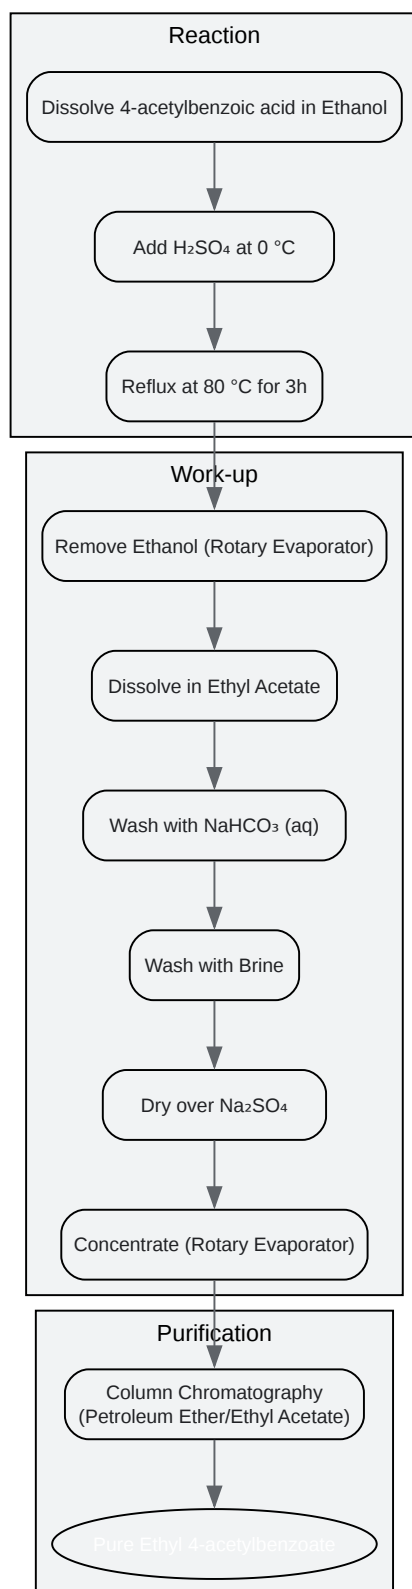 Reaction
Dissolve 4-acetylbenzoic acid in Ethanol
Add H₂SO₄ at 0 °C
Reflux at 80 °C for 3h
Work-up
Remove Ethanol (Rotary Evaporator)
Dissolve in Ethyl Acetate
Wash with NaHCO₃ (aq)
Wash with Brine
Dry over Na₂SO₄
Concentrate (Rotary Evaporator)
Purification
Column Chromatography
(Petroleum Ether/Ethyl Acetate)
Pure Ethyl 4-acetylbenzoate